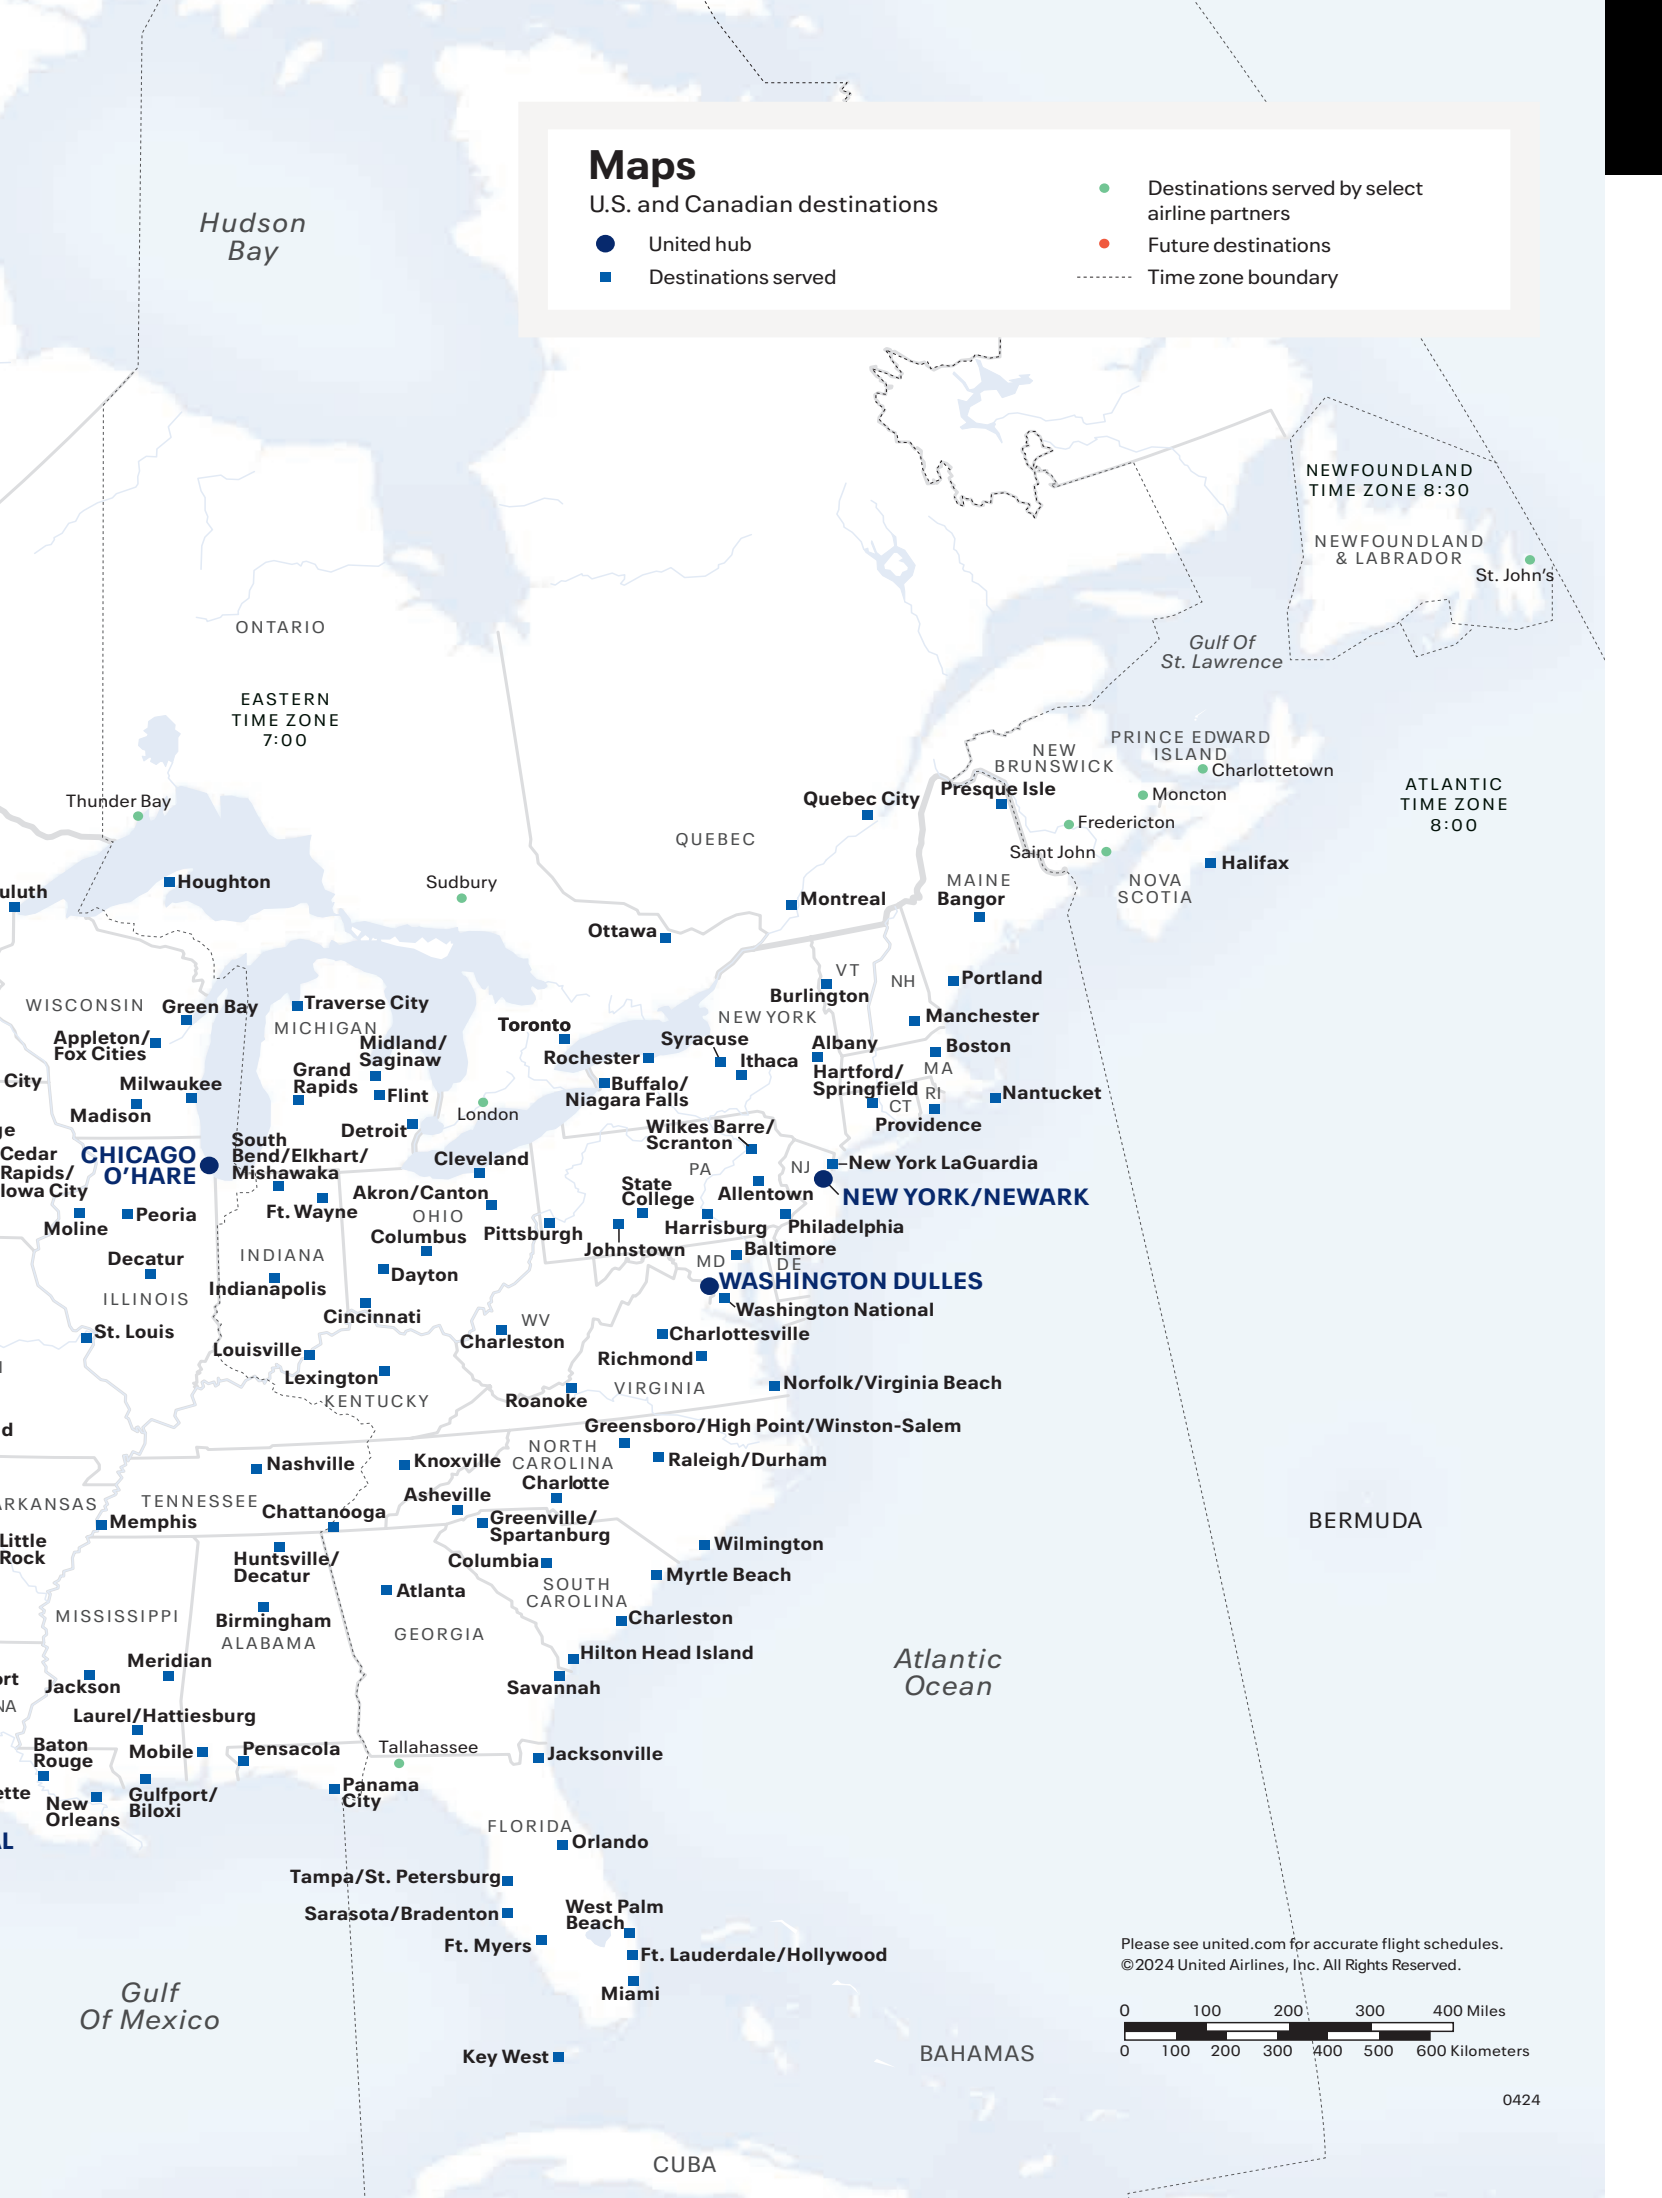 Maps
U.S. and Canadian destinations
United hub
Destinations served
Destinations served by select
airline partners
Future destinations
Time zone boundary
Hudson
Bay
NEWFOUNDLAND
TIME ZONE 8:30
NEWFOUNDLAND
& LABRADOR
St. John's
ONTARIO
Gulf Of
St. Lawrence
EASTERN
TIME ZONE
7:00
PRINCE EDWARD
ISLAND
NEW
BRUNSWICK
Charlottetown
ATLANTIC
TIME ZONE
8:00
Presque Isle
Moncton
Thunder Bay
Quebec City
Fredericton
QUEBEC
Saint John
Halifax
Houghton
Sudbury
MAINE
NOVA
SCOTIA
uluth
Montreal
Bangor
Ottawa
VT
NH
Portland
Burlington
WISCONSIN
Green Bay
Traverse City
NEW YORK
Manchester
MICHIGAN
Toronto
Appleton/
Fox Cities
Midland/
Saginaw
Syracuse
Albany
Boston
Rochester
Ithaca
Grand
Rapids
Hartford/
Springfield
MA
City
Milwaukee
Flint
Buffalo/
Niagara Falls
RI
Nantucket
Madison
London
CT
Providence
ge
Detroit
Wilkes Barre/
Scranton
Cedar
Rapids/
Iowa City
CHICAGO
O'HARE
South
Bend/Elkhart/
Mishawaka
Cleveland
PA
NJ
New York LaGuardia
State
College
Allentown
NEW YORK/NEWARK
Akron/Canton
Ft. Wayne
Moline
Peoria
OHIO
Columbus
Pittsburgh
Johnstown
Harrisburg
Philadelphia
Decatur
INDIANA
Baltimore
MD
DE
Dayton
Indianapolis
WASHINGTON DULLES
ILLINOIS
Washington National
Cincinnati
WV
St. Louis
Charleston
Charlottesville
Louisville
Richmond
Lexington
KENTUCKY
Roanoke
VIRGINIA
Norfolk/Virginia Beach
d
Greensboro/High Point/Winston-Salem
NORTH
CAROLINA
Nashville
Knoxville
Raleigh/Durham
Charlotte
ARKANSAS
TENNESSEE
Asheville
Chattanooga
Memphis
Greenville/
Spartanburg
BERMUDA
Little
Rock
Huntsville/
Decatur
Wilmington
Columbia
Myrtle Beach
Atlanta
SOUTH
CAROLINA
MISSISSIPPI
Birmingham
Charleston
ALABAMA
GEORGIA
Meridian
Hilton Head Island
Atlantic
Ocean
ort
Jackson
Savannah
NA
Laurel/Hattiesburg
Baton
Rouge
Mobile
Pensacola
Tallahassee
Jacksonville
ette
New
Orleans
Gulfport/
Biloxi
Panama
City
FLORIDA
AL
Orlando
Tampa/St. Petersburg
Sarasota/Bradenton
West Palm
Beach
Ft. Myers
Ft. Lauderdale/Hollywood
Gulf
Of Mexico
Miami
Key West
BAHAMAS
CUBA
Please see united.com for accurate flight schedules.
©2024 United Airlines, Inc. All Rights Reserved.
0 100 200 300 400 Miles
0 100 200 300 400 500 600 Kilometers
0424